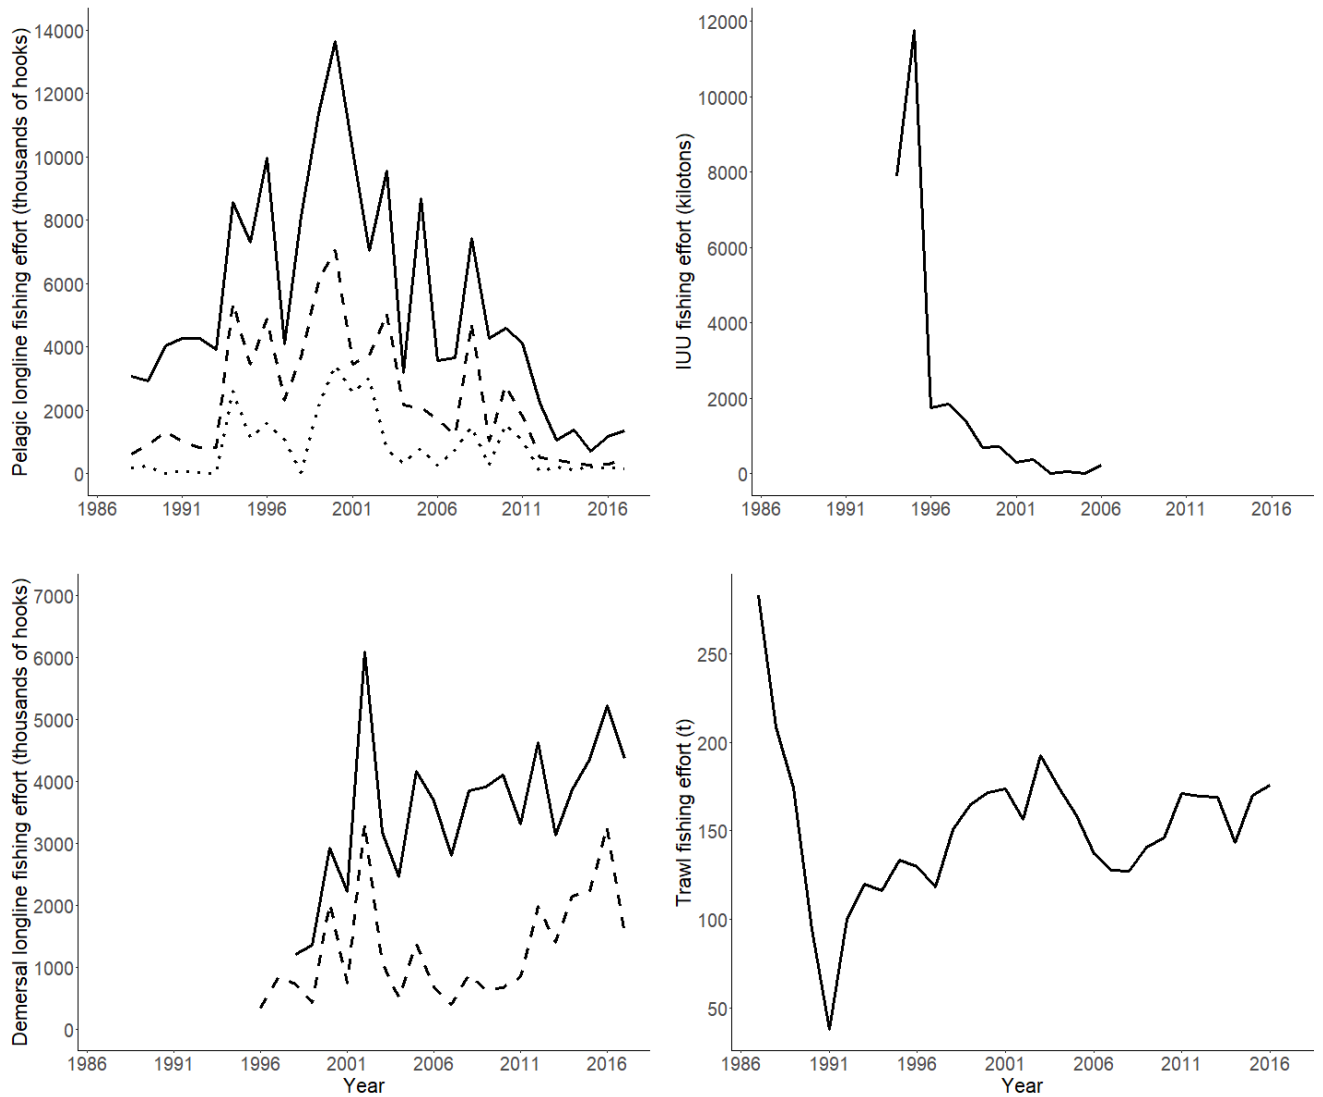 Pelagic longline fishing effort (thousands of hooks)
14000
12000
10000
8000
6000
4000
2000
0
1986 1991 1996 2001 2006 2011 2016
IUU fishing effort (kilotons)
12000
10000
8000
6000
4000
2000
0
1986 1991 1996 2001 2006 2011 2016
Demersal longline fishing effort (thousands of hooks)
7000
6000
5000
4000
3000
2000
1000
0
1986 1991 1996 2001 2006 2011 2016
Year
Trawl fishing effort (t)
250
200
150
100
50
1986 1991 1996 2001 2006 2011 2016
Year